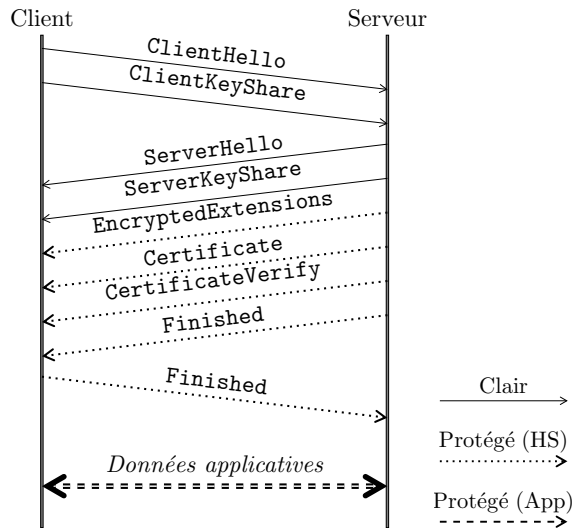 Client
Serveur
ClientHello
ClientKeyShare
ServerHello
ServerKeyShare
EncryptedExtensions
Certificate
CertificateVerify
Finished
Finished
Données applicatives
Clair
Protégé (HS)
Protégé (App)